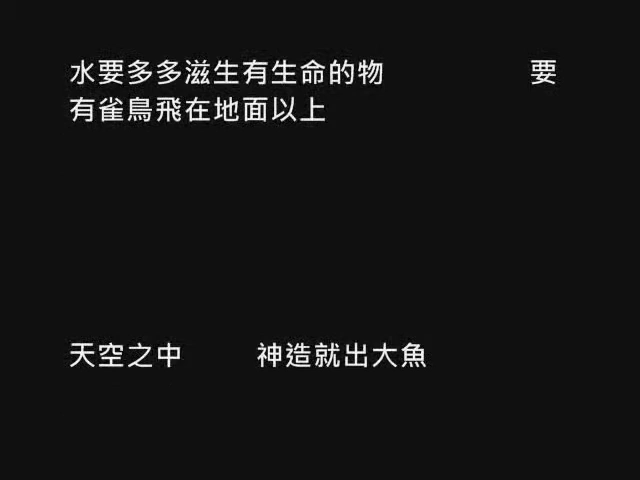 水要多多滋生有生命的物 要
有雀鳥飛在地面以上
天空之中 神造就出大魚